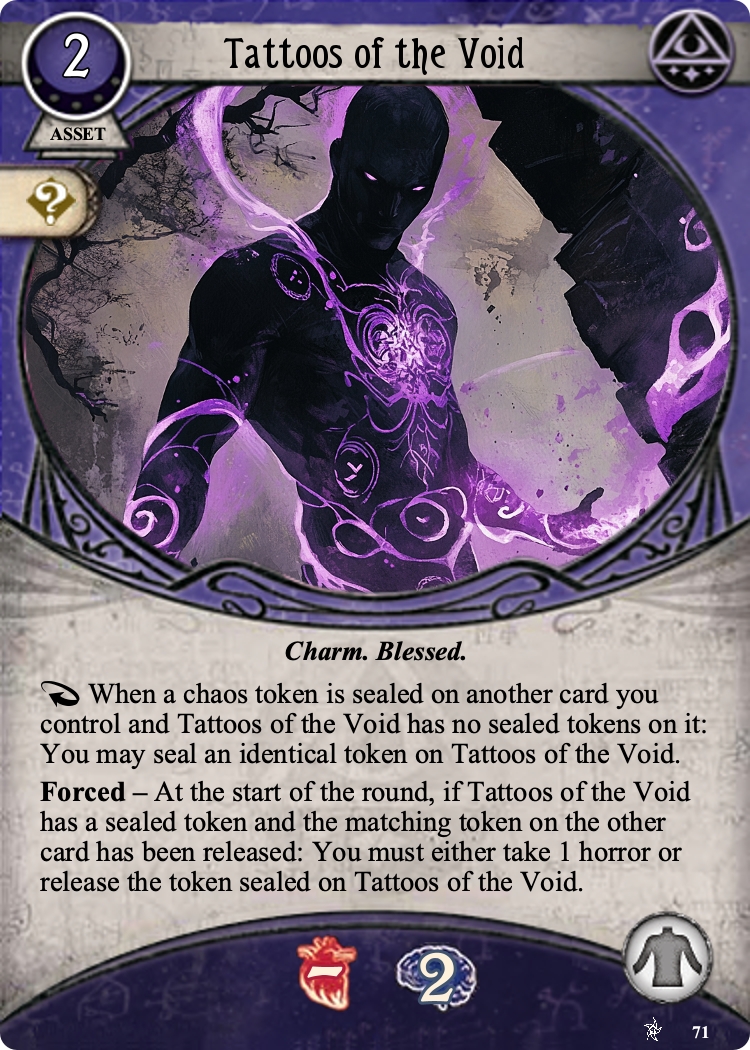 2
Tattoos of the Void
ASSET
?
Charm. Blessed.
When a chaos token is sealed on another card you
control and Tattoos of the Void has no sealed tokens on it:
You may seal an identical token on Tattoos of the Void.
Forced – At the start of the round, if Tattoos of the Void
has a sealed token and the matching token on the other
card has been released: You must either take 1 horror or
release the token sealed on Tattoos of the Void.
- 2
71